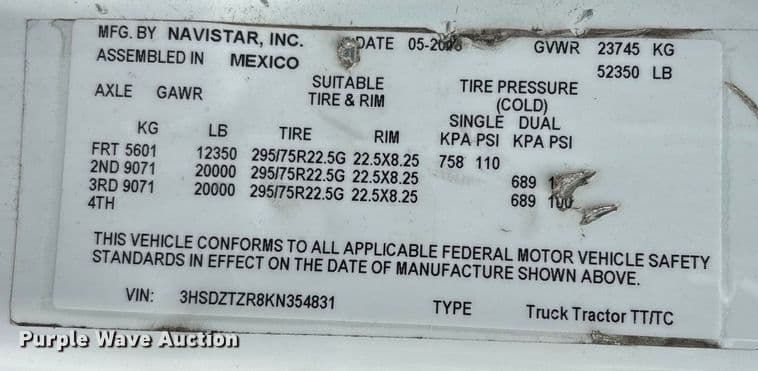 MFG. BY NAVISTAR, INC. DATE 05-20 GVWR 23745 KG
52350 LB
ASSEMBLED IN MEXICO
AXLE GAWR SUITABLE TIRE PRESSURE
TIRE & RIM (COLD)
SINGLE DUAL
KG LB TIRE RIM KPA PSI KPA PSI
FRT 5601 12350 295/75R22.5G 22.5X8.25 758 110
2ND 9071 20000 295/75R22.5G 22.5X8.25 689
3RD 9071 20000 295/75R22.5G 22.5X8.25 689 100
4TH
THIS VEHICLE CONFORMS TO ALL APPLICABLE FEDERAL MOTOR VEHICLE SAFETY
STANDARDS IN EFFECT ON THE DATE OF MANUFACTURE SHOWN ABOVE.
VIN: 3HSDZTZR8KN354831 TYPE Truck Tractor TT/TC
Purple Wave Auction